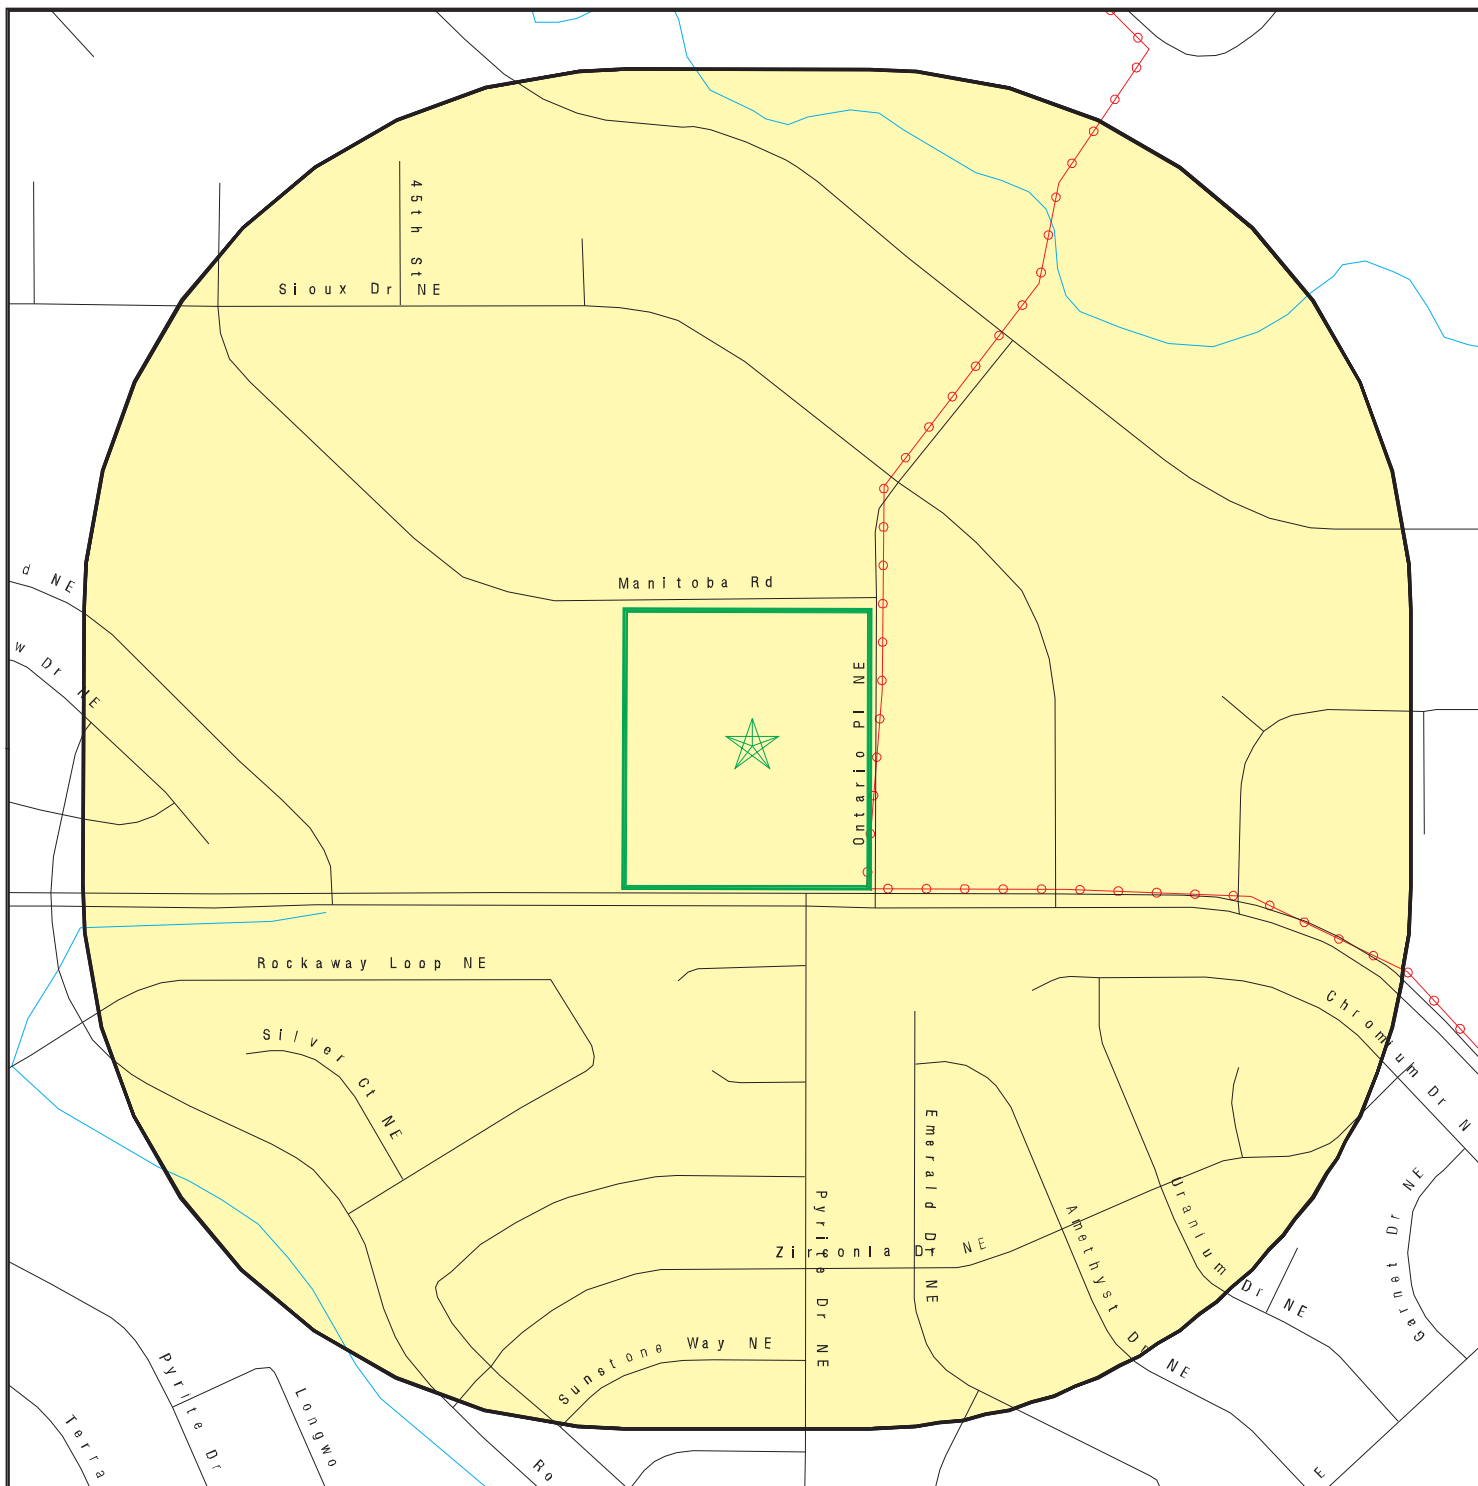 45th St NE
Sioux Dr NE
d NE
Manitoba Rd
w Dr NE
Ontario Pl NE
Rockaway Loop NE
Silver Ct NE
Chromium Dr N
Emerald Dr NE
Pyrite Dr NE
Zirconia Dr NE
Amethyst Dr NE
Uranium Dr NE
Garnet Dr NE
Sunstone Way NE
Pyrite Dr
Longwo
Terra
Ro
E